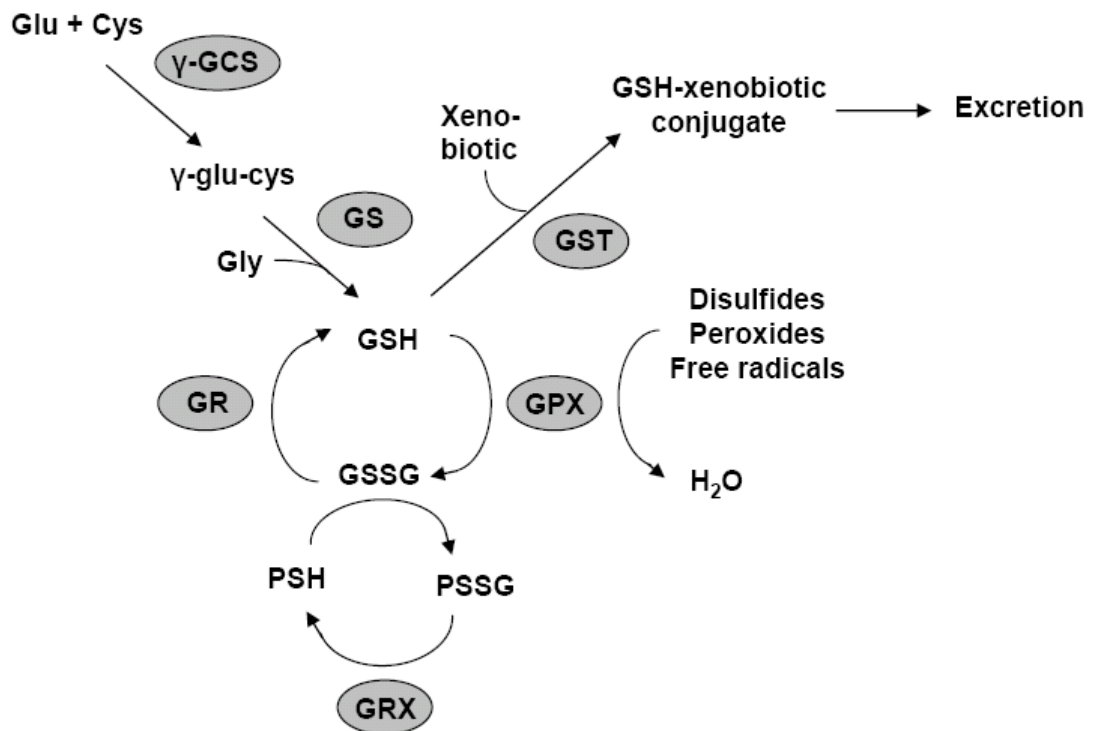 Glu + Cys
γ-GCS
γ-glu-cys
GS
Gly
Xeno-
biotic
GSH-xenobiotic
conjugate
Excretion
GST
GSH
Disulfides
Peroxides
Free radicals
GR
GPX
GSSG
H₂O
PSH
PSSG
GRX